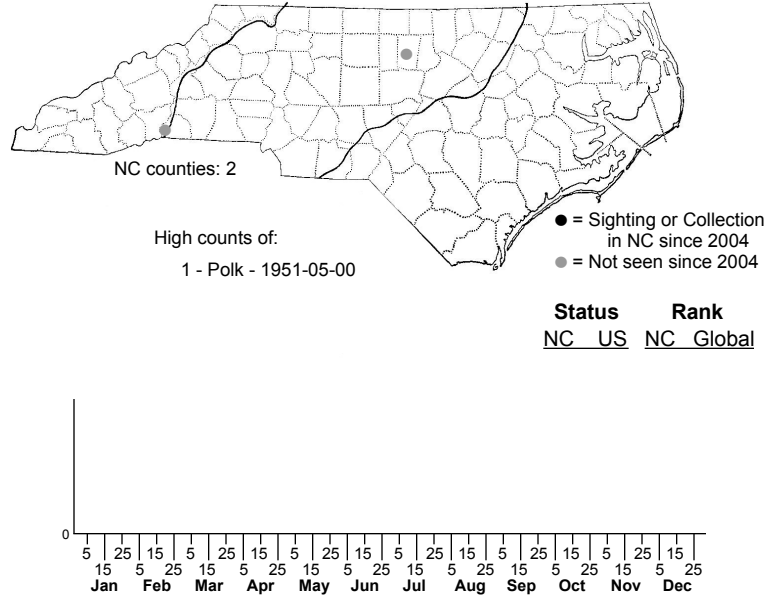 NC counties: 2
High counts of:
1 - Polk - 1951-05-00
● = Sighting or Collection
in NC since 2004
● = Not seen since 2004
Status Rank
NC US NC Global
0
5 25 15 5 25 15 5 25 15 5 25 15 5 25 15 5 25 15
15 5 25 15 5 25 15 5 25 15 5 25 15 5 25 15 5 25
Jan Feb Mar Apr May Jun Jul Aug Sep Oct Nov Dec